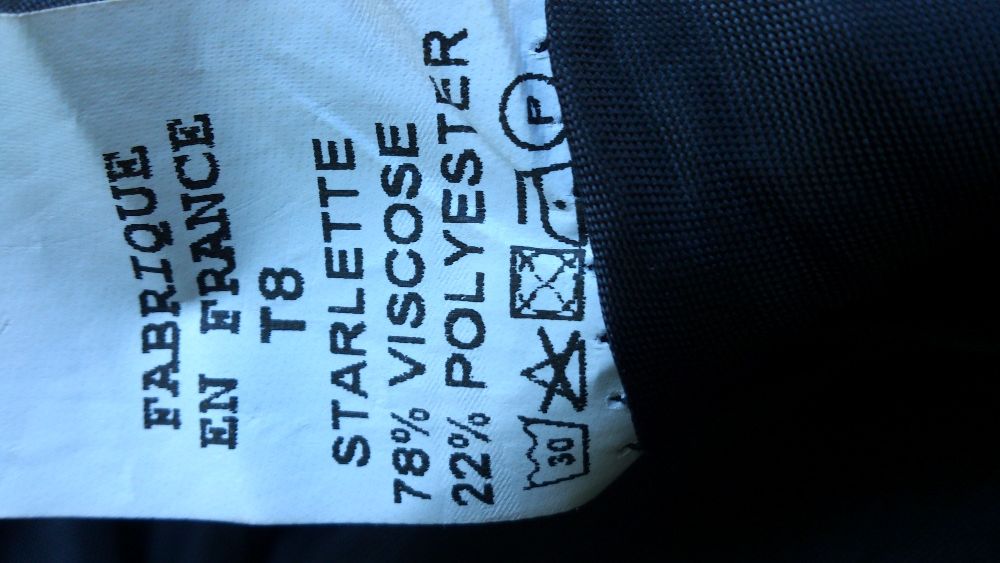 FABRIQUE
EN FRANCE
T8
STARLETTE
78% VISCOSE
22% POLYESTER
30 F